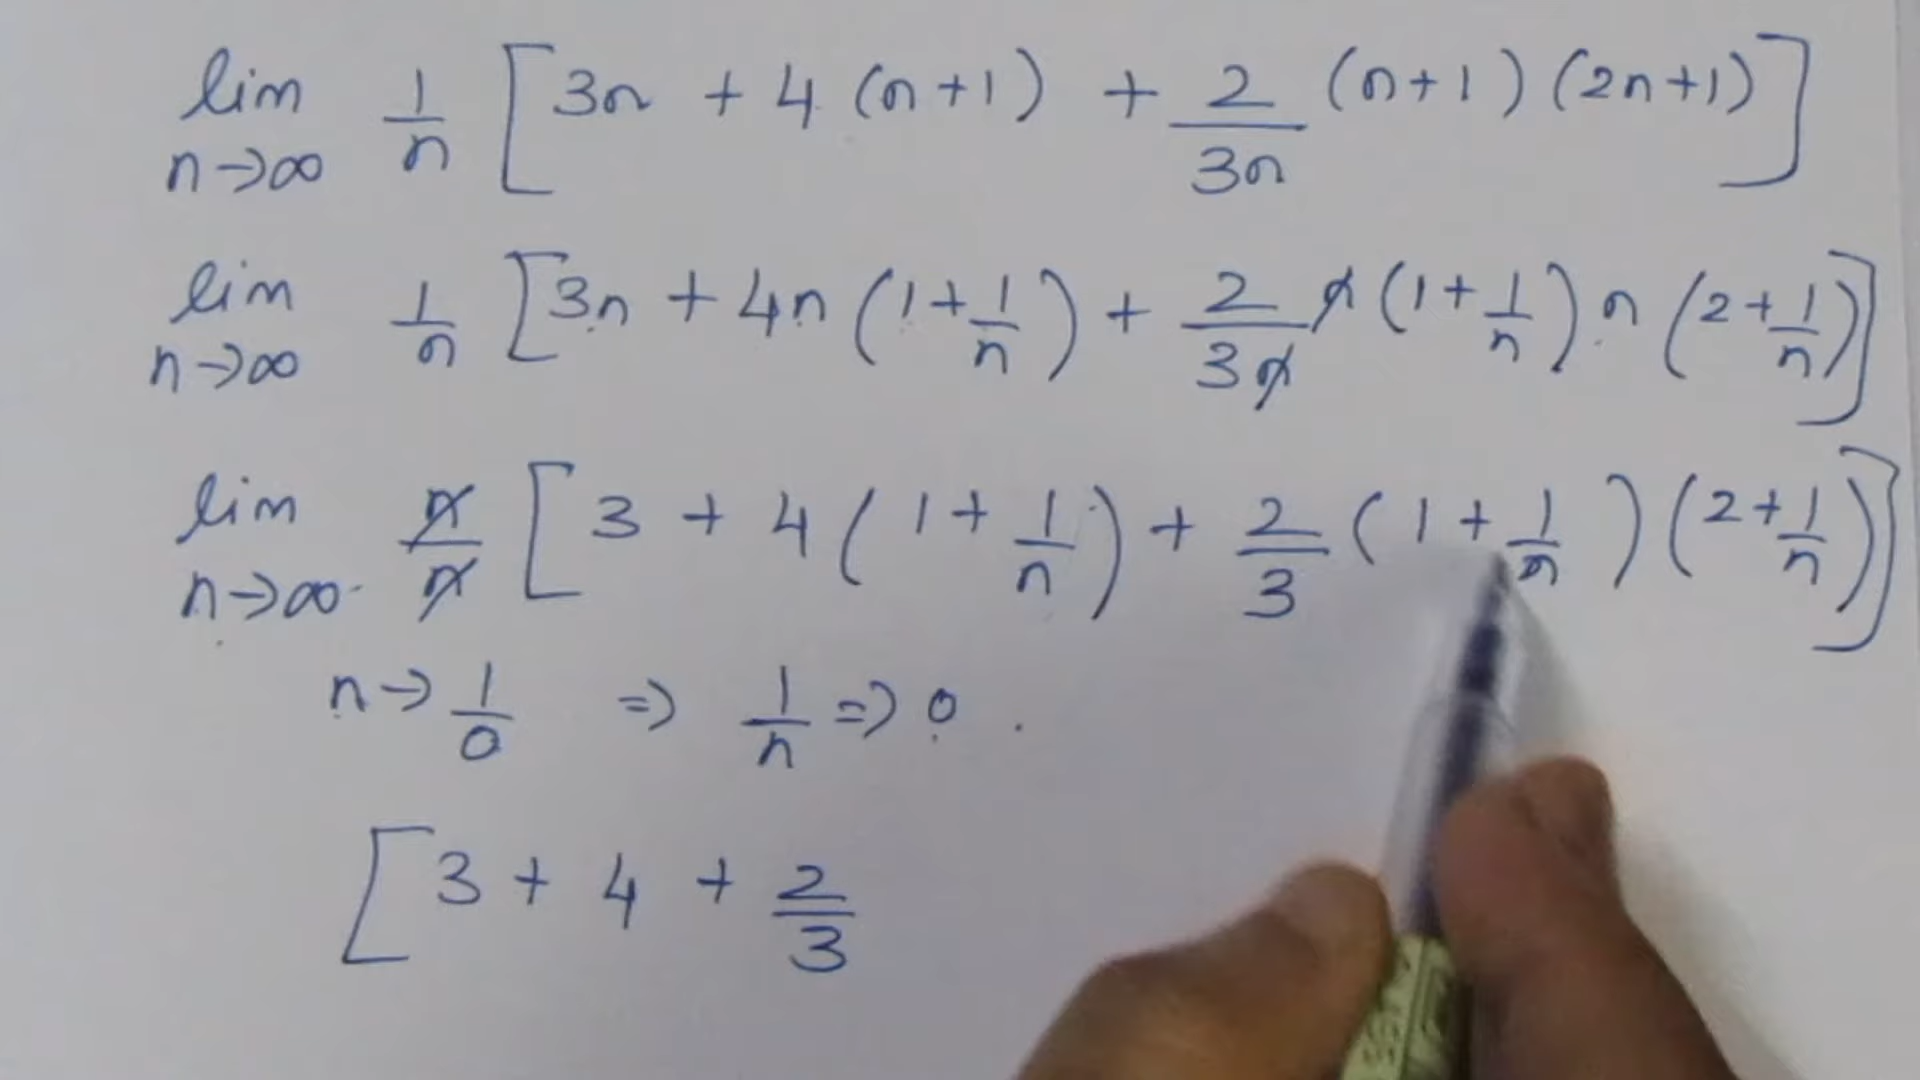 lim n→∞ 1/n [3n + 4 (n+1) + 2/3n (n+1) (2n+1)]
lim n→∞ 1/n [3n + 4n (1 + 1/n) + 2/3n n (1 + 1/n) n (2 + 1/n)]
lim n→∞ n/n [3 + 4 (1 + 1/n) + 2/3 (1 + 1/n) (2 + 1/n)]
n→ 1/0 ⇒ 1/n ⇒ 0 .
[3 + 4 + 2/3